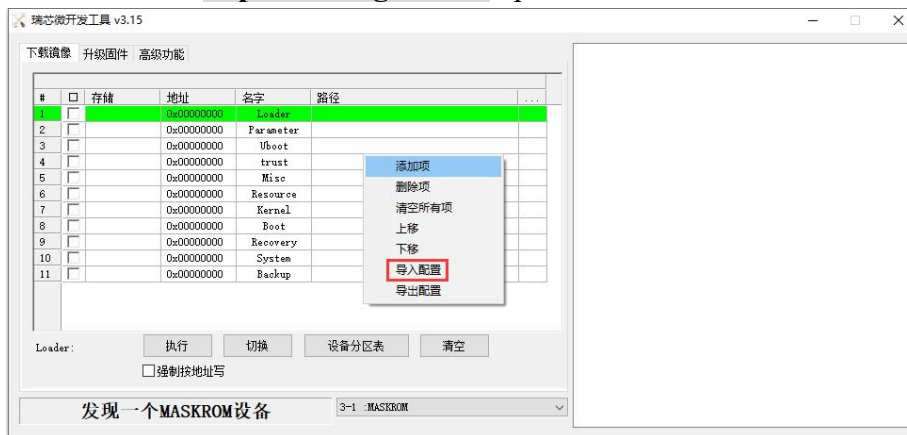 瑞芯微开发工具 v3.15
下载镜像 升级固件 高级功能
# 存储 地址 名字 路径 ...
1 0x00000000 Loader
2 0x00000000 Parameter
3 0x00000000 Uboot
4 0x00000000 trust
5 0x00000000 Misc
6 0x00000000 Resource
7 0x00000000 Kernel
8 0x00000000 Boot
9 0x00000000 Recovery
10 0x00000000 System
11 0x00000000 Backup
添加项
删除项
清空所有项
上移
下移
导入配置
导出配置
Loader: 执行 切换 设备分区表 清空
强制按地址写
发现一个MASKROM设备 3-1 :MASKROM